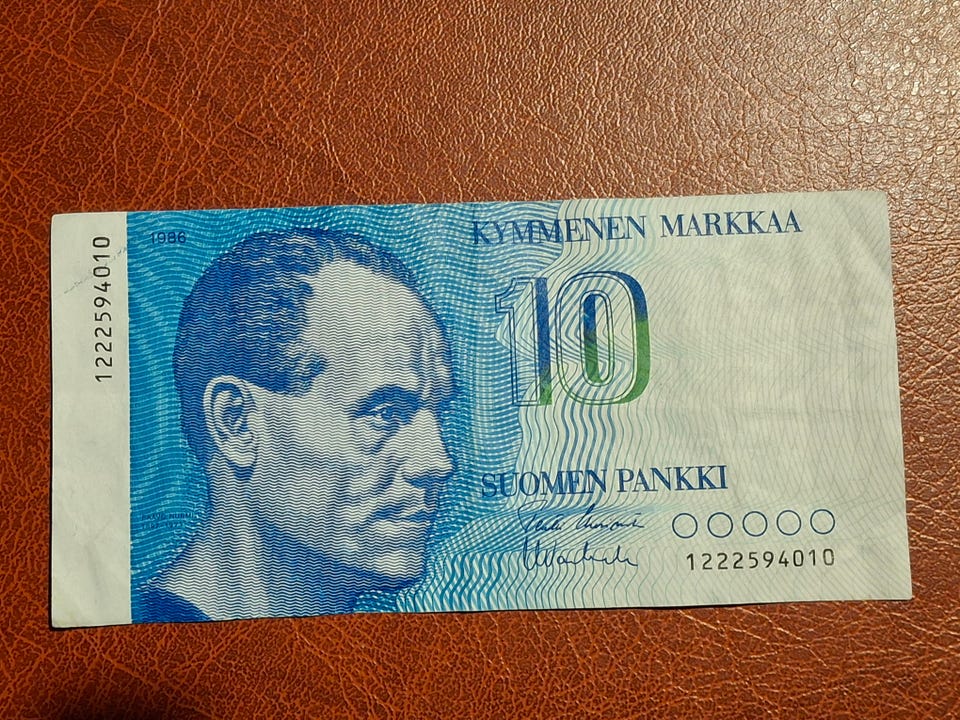 1222594010
1986
KYMMENEN MARKKAA
10
SUOMEN PANKKI
1222594010